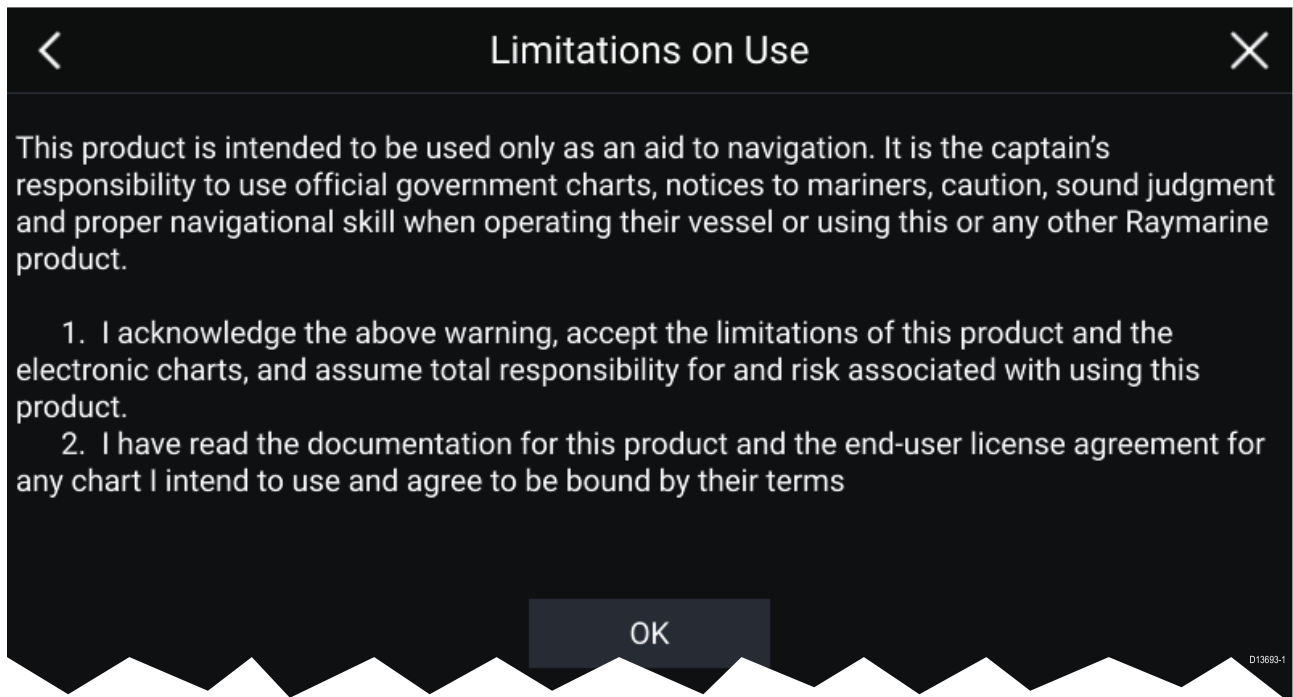 Limitations on Use
This product is intended to be used only as an aid to navigation. It is the captain’s
responsibility to use official government charts, notices to mariners, caution, sound judgment
and proper navigational skill when operating their vessel or using this or any other Raymarine
product.
1. I acknowledge the above warning, accept the limitations of this product and the
electronic charts, and assume total responsibility for and risk associated with using this
product.
2. I have read the documentation for this product and the end-user license agreement for
any chart I intend to use and agree to be bound by their terms
OK
D13693-1